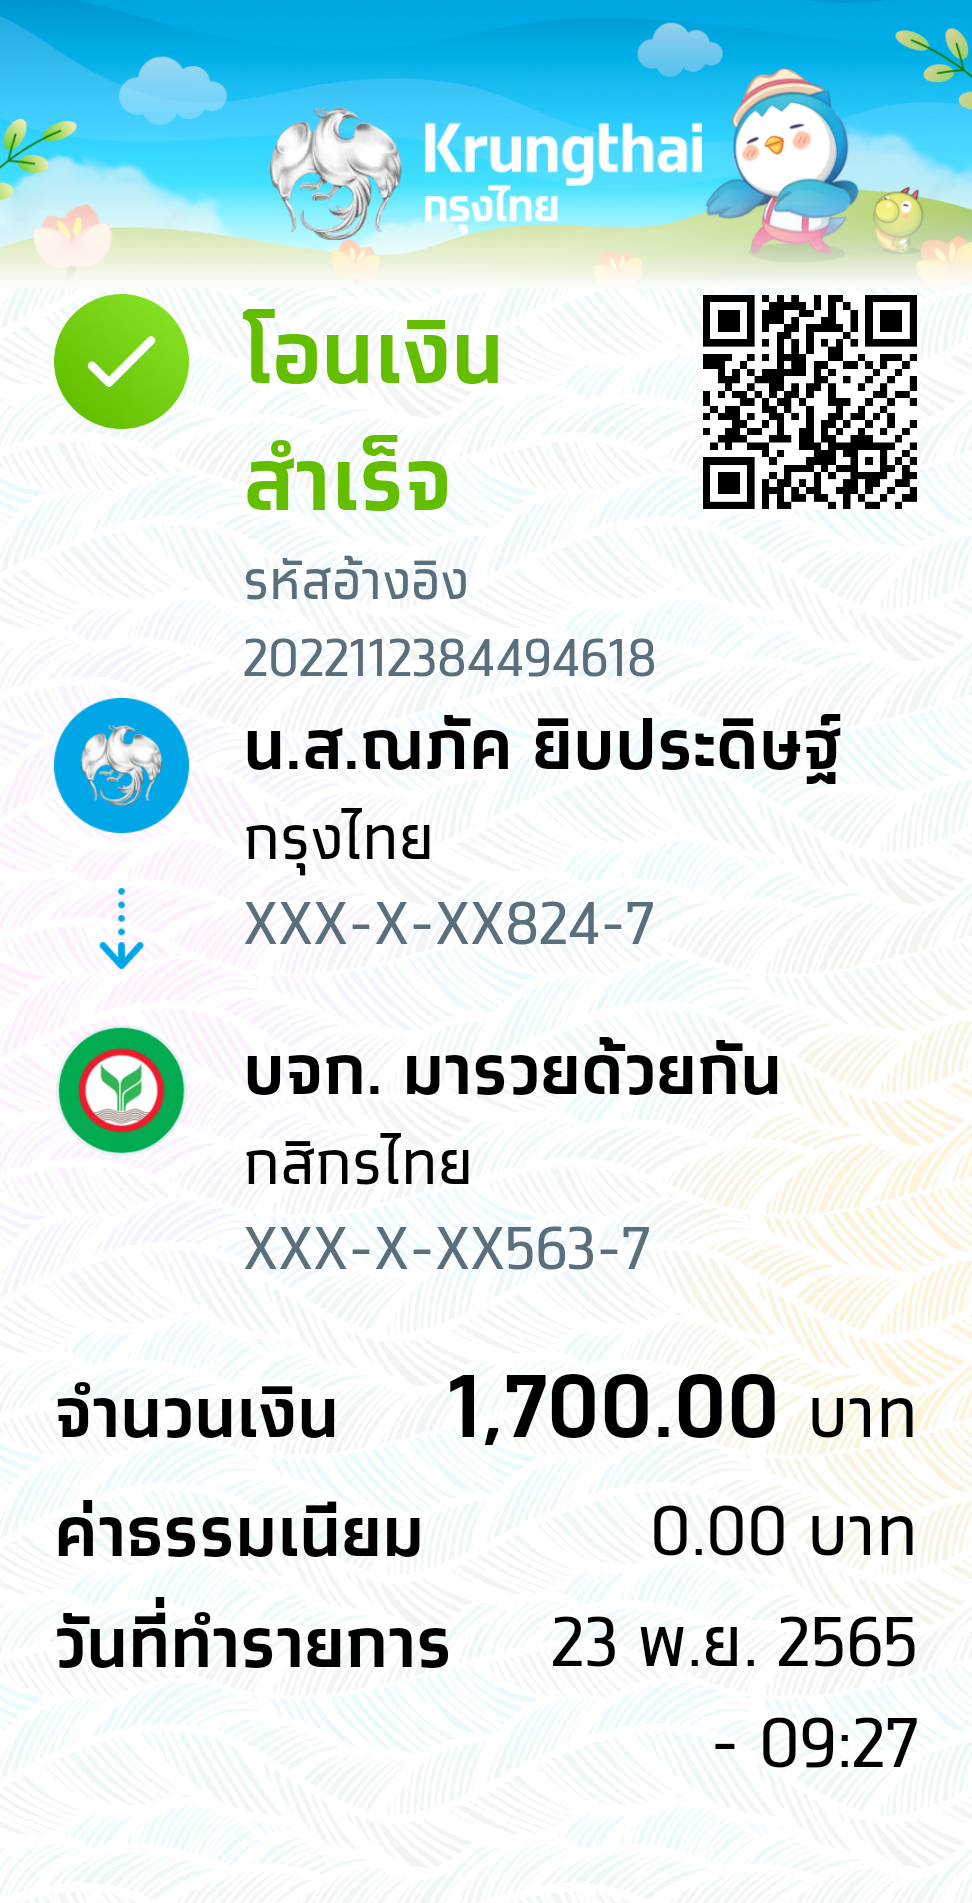 Krungthai
กรุงไทย
โอนเงิน
สำเร็จ
รหัสอ้างอิง
2022112384494618
น.ส.ณภัค ยิบประดิษฐ์
กรุงไทย
XXX-X-XX824-7
บจก. มารวยด้วยกัน
กสิกรไทย
XXX-X-XX563-7
จำนวนเงิน 1,700.00 บาท
ค่าธรรมเนียม 0.00 บาท
วันที่ทำรายการ 23 พ.ย. 2565
- 09:27